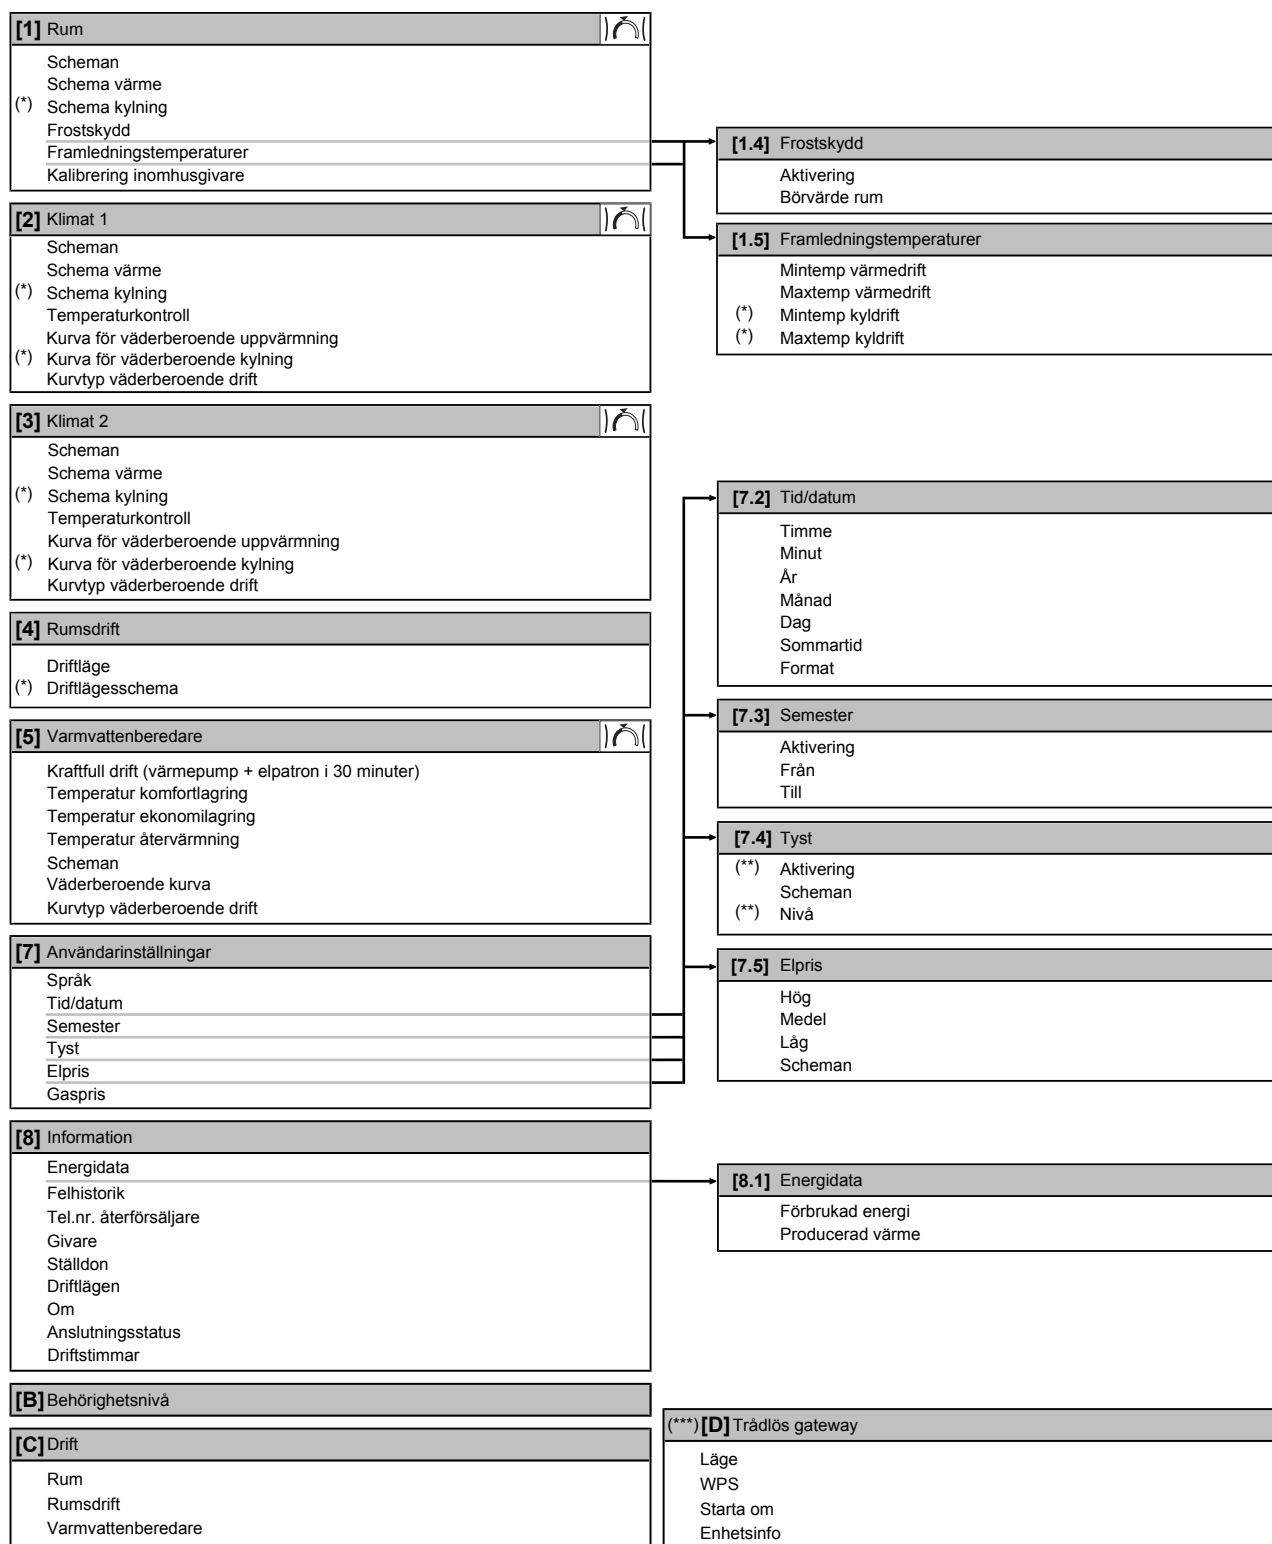 [1] Rum
Scheman
Schema värme
(*) Schema kylning
Frostskydd
Framledningstemperaturer
Kalibrering inomhusgivare
[1.4] Frostskydd
Aktivering
Börvärde rum
[1.5] Framledningstemperaturer
Mintemp värmedrift
Maxtemp värmedrift
(*) Mintemp kyldrift
(*) Maxtemp kyldrift
[2] Klimat 1
Scheman
Schema värme
(*) Schema kylning
Temperaturkontroll
Kurva för väderberoende uppvärmning
(*) Kurva för väderberoende kylning
Kurvtyp väderberoende drift
[3] Klimat 2
Scheman
Schema värme
(*) Schema kylning
Temperaturkontroll
Kurva för väderberoende uppvärmning
(*) Kurva för väderberoende kylning
Kurvtyp väderberoende drift
[4] Rumsdrift
Driftläge
(*) Driftlägesschema
[5] Varmvattenberedare
Kraftfull drift (värmepump + elpatron i 30 minuter)
Temperatur komfortlagring
Temperatur ekonomilagring
Temperatur återvärmning
Scheman
Väderberoende kurva
Kurvtyp väderberoende drift
[7] Användarinställningar
Språk
Tid/datum
Semester
Tyst
Elpris
Gaspris
[7.2] Tid/datum
Timme
Minut
År
Månad
Dag
Sommartid
Format
[7.3] Semester
Aktivering
Från
Till
[7.4] Tyst
(**) Aktivering
Scheman
(**) Nivå
[7.5] Elpris
Hög
Medel
Låg
Scheman
[8] Information
Energidata
Felhistorik
Tel.nr. återförsäljare
Givare
Ställdon
Driftlägen
Om
Anslutningsstatus
Driftstimmar
[8.1] Energidata
Förbrukad energi
Producerad värme
[B] Behörighetsnivå
[C] Drift
Rum
Rumsdrift
Varmvattenberedare
(***) [D] Trådlös gateway
Läge
WPS
Starta om
Enhetsinfo